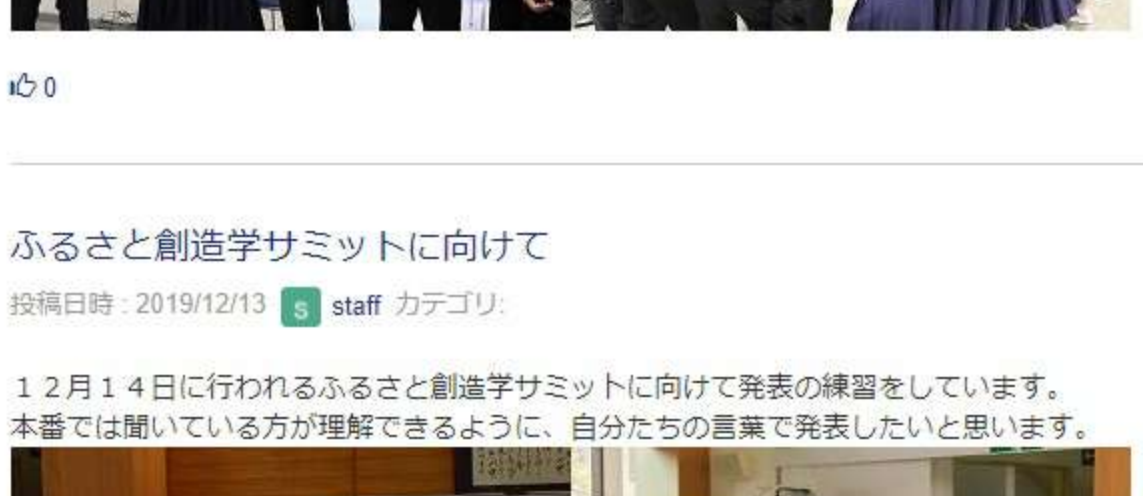 0
ふるさと創造学サミットに向けて
投稿日時 : 2019/12/13 s staff カテゴリ:
１２月１４日に行われるふるさと創造学サミットに向けて発表の練習をしています。
本番では聞いている方が理解できるように、自分たちの言葉で発表したいと思います。